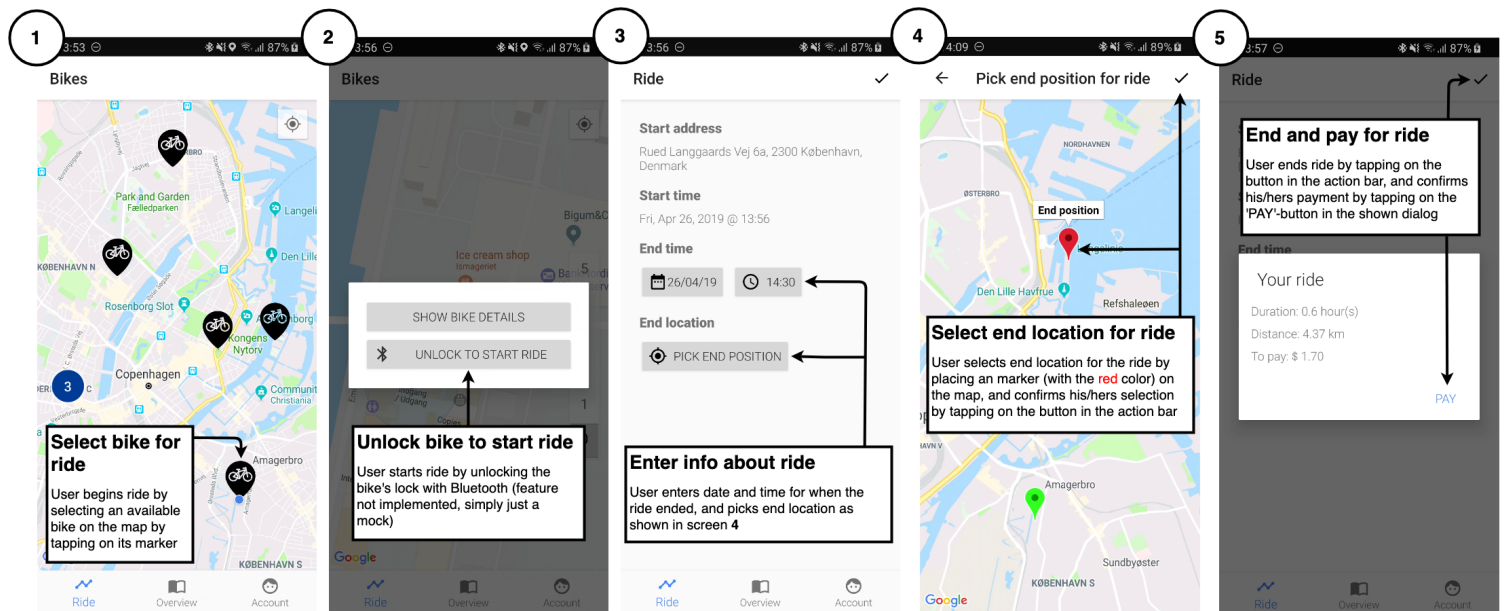 1
3:53
87%
Bikes
BRO
Jagtvej
Park and Garden
Fælledparken
Langeli
KØBENHAVN N
Den Lille
Rosenborg Slot
Kongens
Nytorv
Copenhagen
3
C
Communit
Christiania
Select bike for
ride
User begins ride by
selecting an available
bike on the map by
tapping on its marker
Amagerbro
KØBENHAVN S
Ride
Overview
Account
2
3:56
87%
Bikes
Bigum&C
Ice cream shop
Ismageriet
5
SHOW BIKE DETAILS
UNLOCK TO START RIDE
Indgang
/ Udgang
1
Copies
Unlock bike to start ride
User starts ride by unlocking the
bike's lock with Bluetooth (feature
not implemented, simply just a
mock)
Google
Ride
Overview
Account
3
3:56
87%
Ride
Start address
Rued Langgaards Vej 6a, 2300 København,
Denmark
Start time
Fri, Apr 26, 2019 @ 13:56
End time
26/04/19
14:30
End location
PICK END POSITION
Enter info about ride
User enters date and time for when the
ride ended, and picks end location as
shown in screen 4
Ride
Overview
Account
4
4:09
89%
Pick end position for ride
NORDHAVNEN
ØSTERBRO
End position
Langelinie
Den Lille Havfrue
Refshaleøen
Select end location for ride
User selects end location for the ride by
placing an marker (with the red color) on
the map, and confirms his/hers selection
by tapping on the button in the action bar
AVN V
Amagerbro
Sundbyøster
KØBENHAVN S
Google
5
3:57
87%
Ride
End and pay for ride
User ends ride by tapping on the
button in the action bar, and confirms
his/hers payment by tapping on the
'PAY'-button in the shown dialog
End time
Your ride
Duration: 0.6 hour(s)
Distance: 4.37 km
To pay: $ 1.70
PAY
Ride
Overview
Account